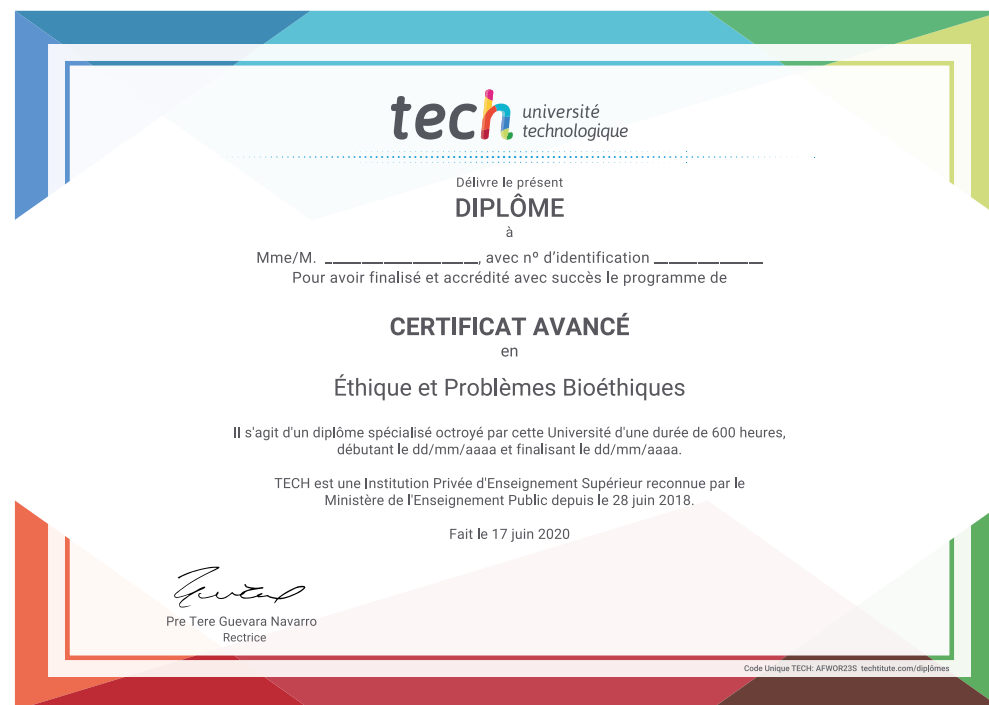 tech université
technologique
Délivre le présent
DIPLÔME
à
Mme/M. ___________________, avec nº d'identification ______________
Pour avoir finalisé et accrédité avec succès le programme de
CERTIFICAT AVANCÉ
en
Éthique et Problèmes Bioéthiques
Il s'agit d'un diplôme spécialisé octroyé par cette Université d'une durée de 600 heures,
débutant le dd/mm/aaaa et finalisant le dd/mm/aaaa.
TECH est une Institution Privée d'Enseignement Supérieur reconnue par le
Ministère de l'Enseignement Public depuis le 28 juin 2018.
Fait le 17 juin 2020
Pre Tere Guevara Navarro
Rectrice
Code Unique TECH: AFWOR23S techtitute.com/diplômes